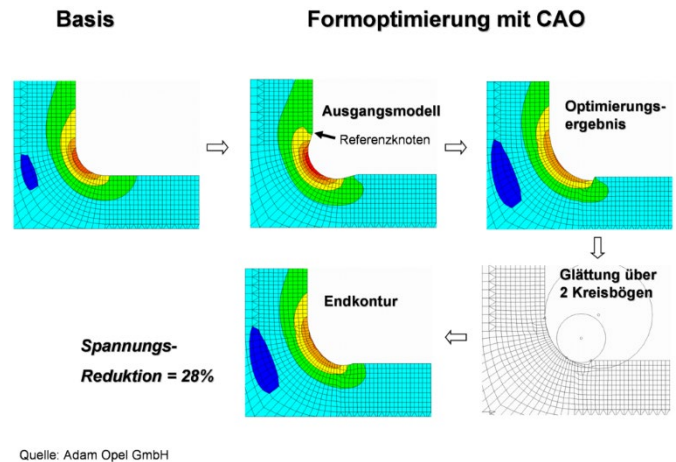 Basis
Formoptimierung mit CAO
Ausgangsmodell
Referenzknoten
Optimierungs-
ergebnis
Glättung über
2 Kreisbögen
Endkontur
Spannungs-
Reduktion = 28%
Quelle: Adam Opel GmbH